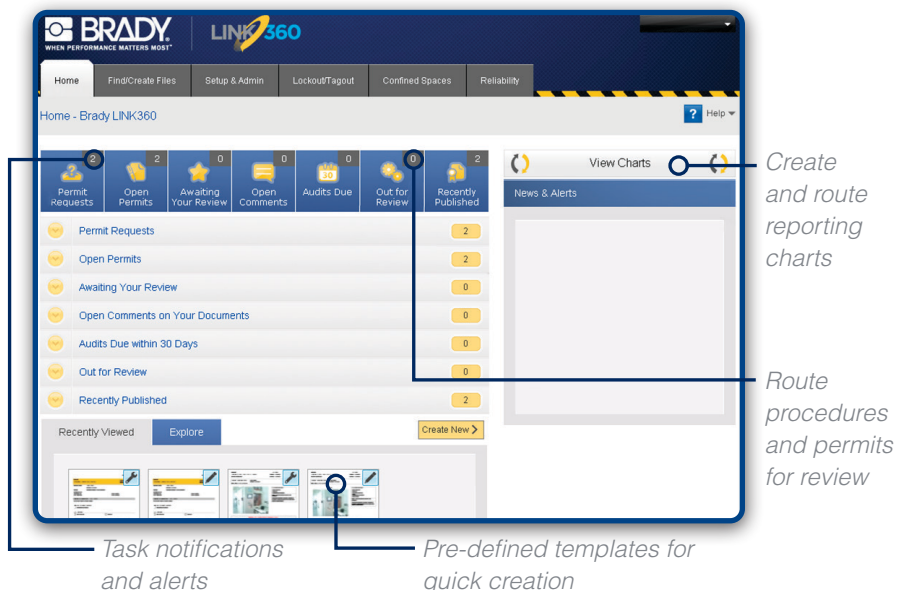 BRADY.
WHEN PERFORMANCE MATTERS MOST®
LINK360
Home
Find/Create Files
Setup & Admin
Lockout/Tagout
Confined Spaces
Reliability
Home - Brady LINK360
? Help
2
Permit
Requests
2
Open
Permits
0
Awaiting
Your Review
0
Open
Comments
30
0
Audits Due
0
Out for
Review
2
Recently
Published
Permit Requests 2
Open Permits 2
Awaiting Your Review 0
Open Comments on Your Documents 0
Audits Due within 30 Days 0
Out for Review 0
Recently Published 2
Recently Viewed
Explore
Create New
View Charts
News & Alerts
Create
and route
reporting
charts
Route
procedures
and permits
for review
Task notifications
and alerts
Pre-defined templates for
quick creation